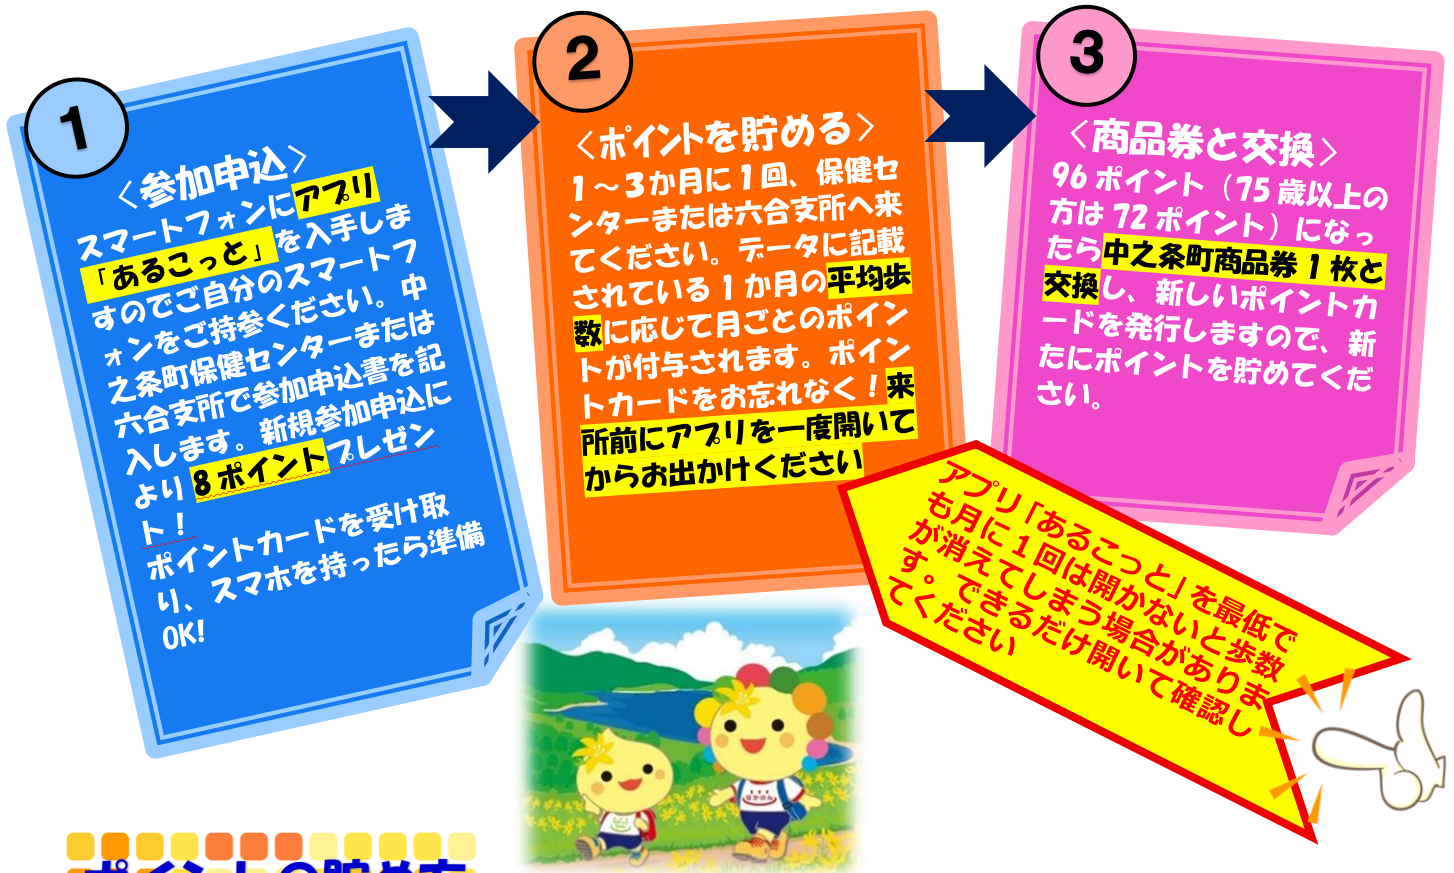 1
<参加申込>
スマートフォンにアプリ
「あるこっと」を入手しま
すのでご自分のスマートフ
ォンをご持参ください。中
之条町保健センターまたは
六合支所で参加申込書を記
入します。新規参加申込に
より8ポイントプレゼン
ト！
ポイントカードを受け取
り、スマホを持ったら準備
OK!
2
<ポイントを貯める>
1～3か月に1回、保健セ
ンターまたは六合支所へ来
てください。データに記載
されている1か月の平均歩
数に応じて月ごとのポイン
トが付与されます。ポイン
トカードをお忘れなく！来
所前にアプリを一度開いて
からお出かけください
3
<商品券と交換>
96ポイント（75歳以上の
方は72ポイント）になっ
たら中之条町商品券1枚と
交換し、新しいポイントカ
ードを発行しますので、新
たにポイントを貯めてくだ
さい。
アプリ「あるこっと」を最低で
も月に1回は開かないと歩数
が消えてしまう場合がありま
す。できるだけ開いて確認し
てください
なかのん
ポイントの貯め方